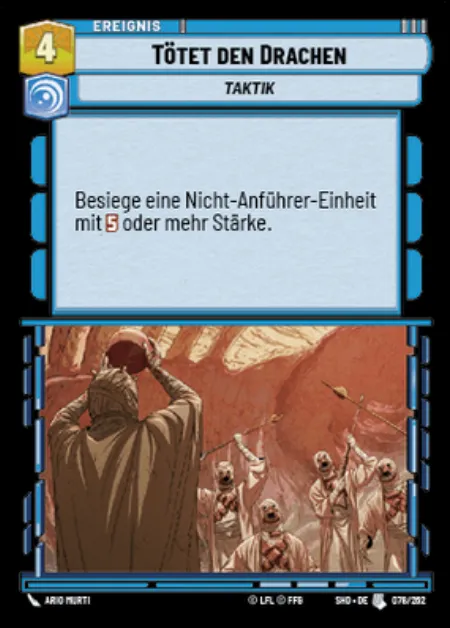 EREIGNIS
4
TÖTET DEN DRACHEN
TAKTIK
Besiege eine Nicht-Anführer-Einheit
mit 5 oder mehr Stärke.
ARIO MURTI
© LFL © FFG
SHD • DE
078/262